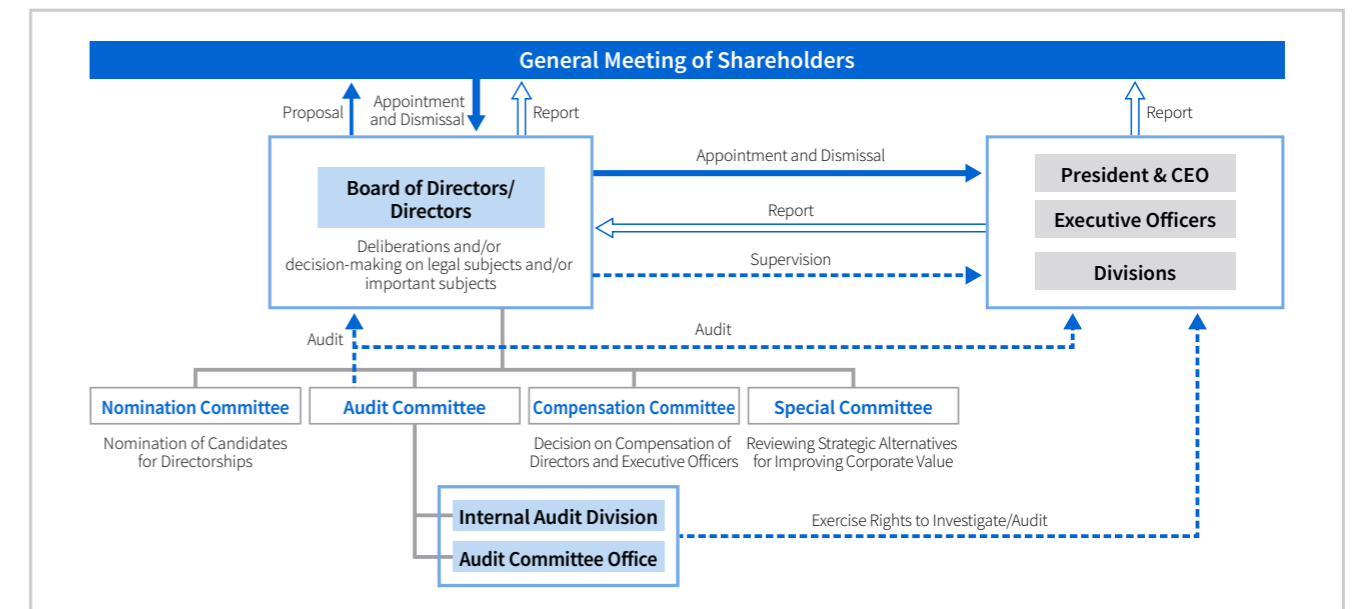 General Meeting of Shareholders
Proposal
Appointment
and Dismissal
Report
Report
Board of Directors/
Directors
Deliberations and/or
decision-making on legal subjects and/or
important subjects
Appointment and Dismissal
Report
Supervision
President & CEO
Executive Officers
Divisions
Audit
Audit
Nomination Committee
Nomination of Candidates
for Directorships
Audit Committee
Compensation Committee
Decision on Compensation of
Directors and Executive Officers
Special Committee
Reviewing Strategic Alternatives
for Improving Corporate Value
Internal Audit Division
Audit Committee Office
Exercise Rights to Investigate/Audit